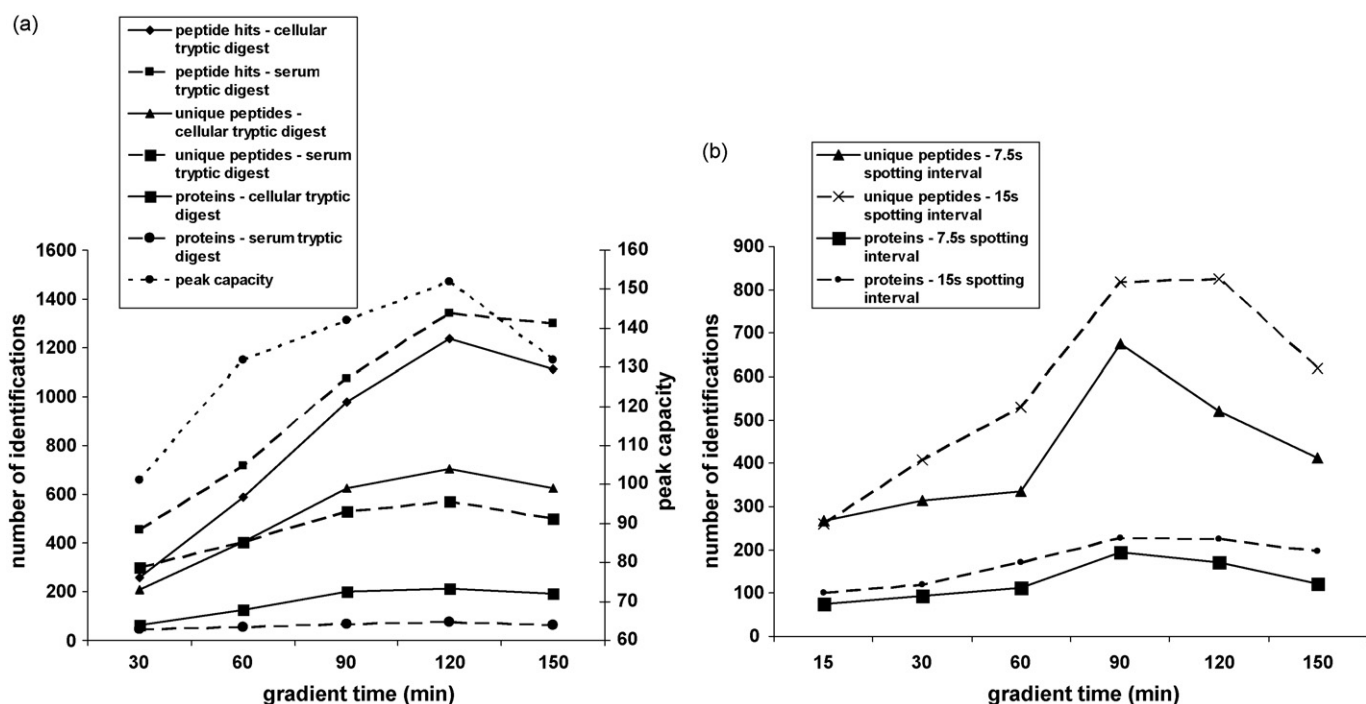 (a)
peptide hits - cellular
tryptic digest
peptide hits - serum
tryptic digest
unique peptides -
cellular tryptic digest
unique peptides - serum
tryptic digest
proteins - cellular tryptic
digest
proteins - serum tryptic
digest
peak capacity
1600
1400
1200
1000
800
600
400
200
0
number of identifications
160
150
140
130
120
110
100
90
80
70
60
peak capacity
30 60 90 120 150
gradient time (min)
(b)
unique peptides - 7.5s
spotting interval
unique peptides - 15s
spotting interval
proteins - 7.5s spotting
interval
proteins - 15s spotting
interval
900
800
700
600
500
400
300
200
100
0
number of identifications
15 30 60 90 120 150
gradient time (min)